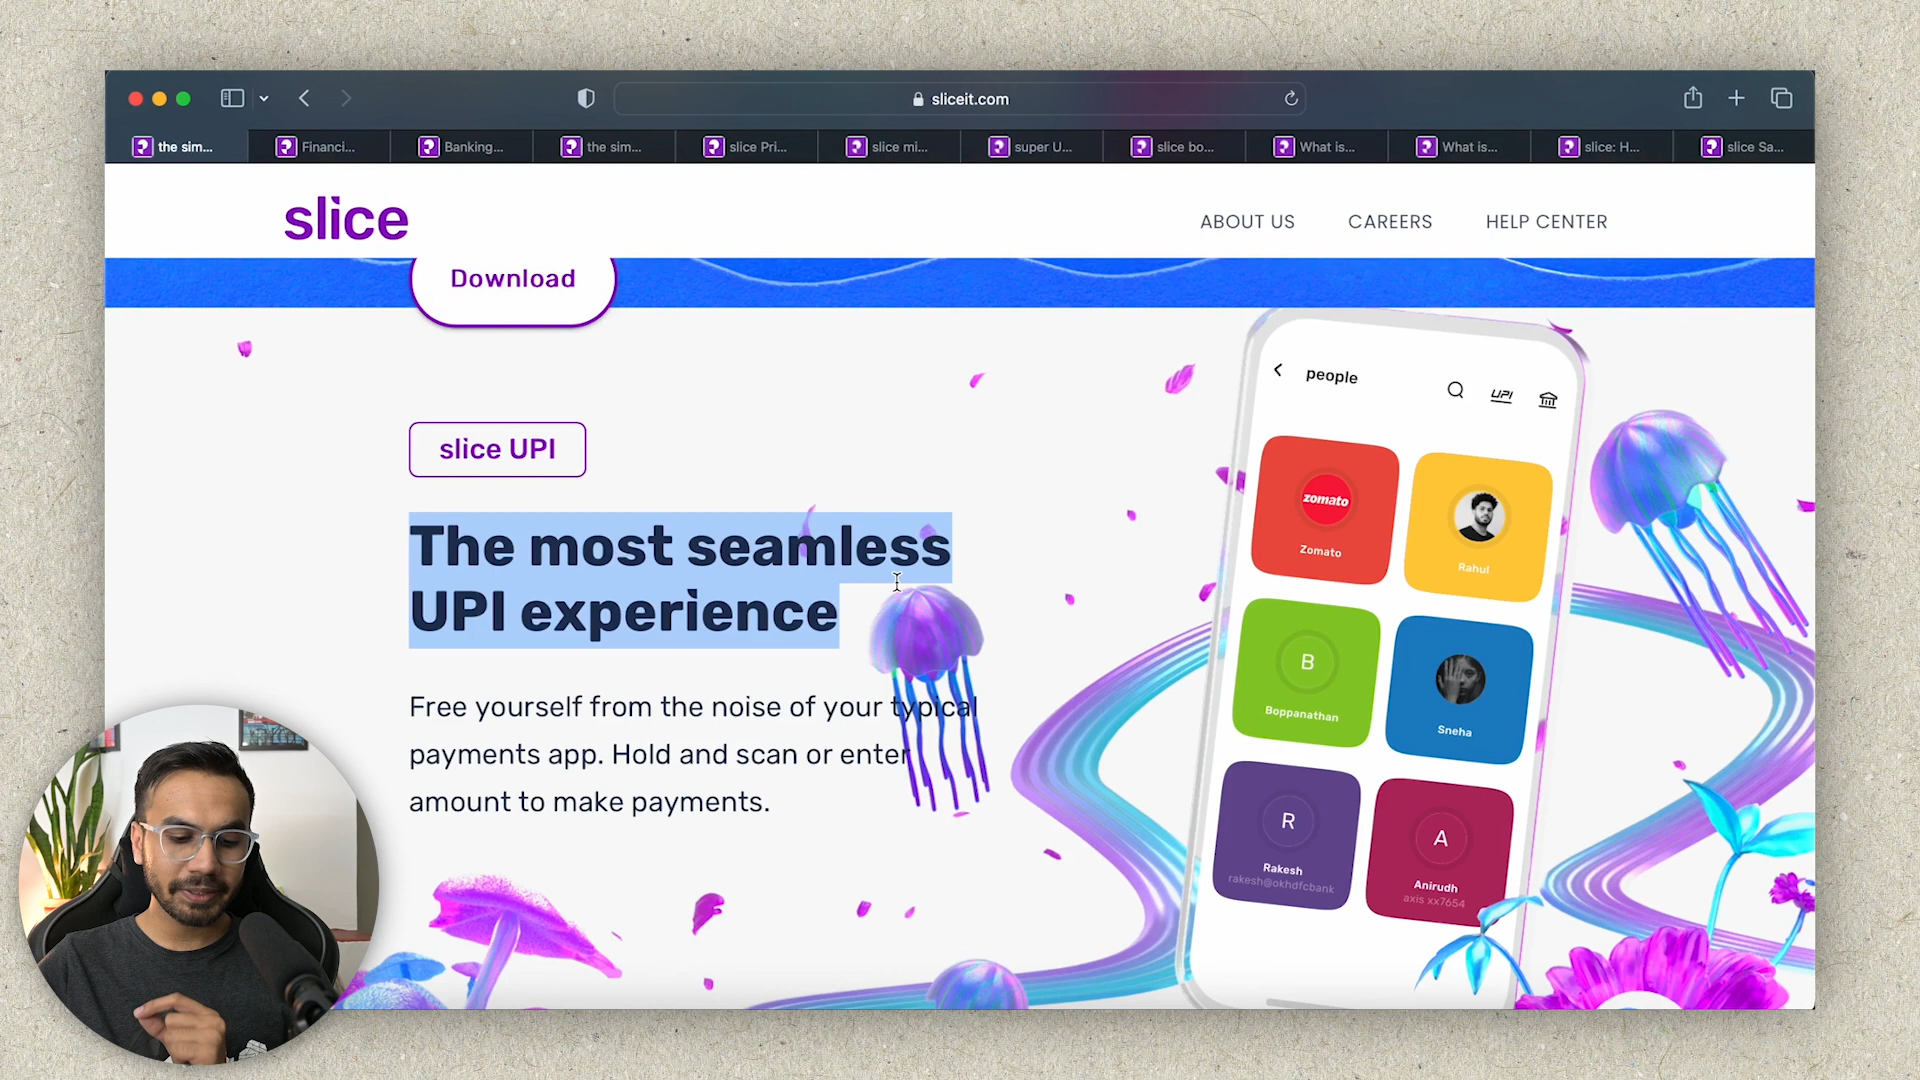 sliceit.com
the sim...
Financi...
Banking...
the sim...
slice Pri...
slice mi...
super U...
slice bo...
What is...
What is...
slice: H...
slice Sa...
slice
ABOUT US
CAREERS
HELP CENTER
Download
people
UPI
slice UPI
zomato
Zomato
Rahul
The most seamless
UPI experience
B
Boppanathan
Sneha
Free yourself from the noise of your typical
payments app. Hold and scan or enter
amount to make payments.
R
Rakesh
rakesh@okhdfcbank
A
Anirudh
axis xx7654